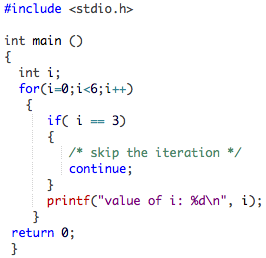 #include <stdio.h>
int main ()
{
int i;
for(i=0;i<6;i++)
{
if( i == 3)
{
/* skip the iteration */
continue;
}
printf("value of i: %d\n", i);
}
return 0;
}